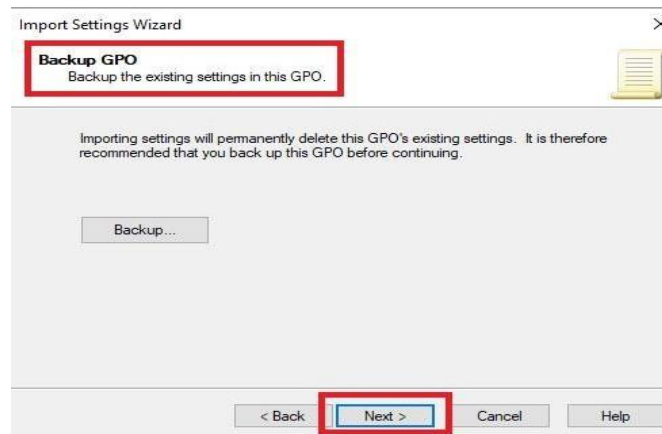 Import Settings Wizard
Backup GPO
Backup the existing settings in this GPO.
Importing settings will permanently delete this GPO's existing settings. It is therefore
recommended that you back up this GPO before continuing.
Backup...
< Back Next > Cancel Help